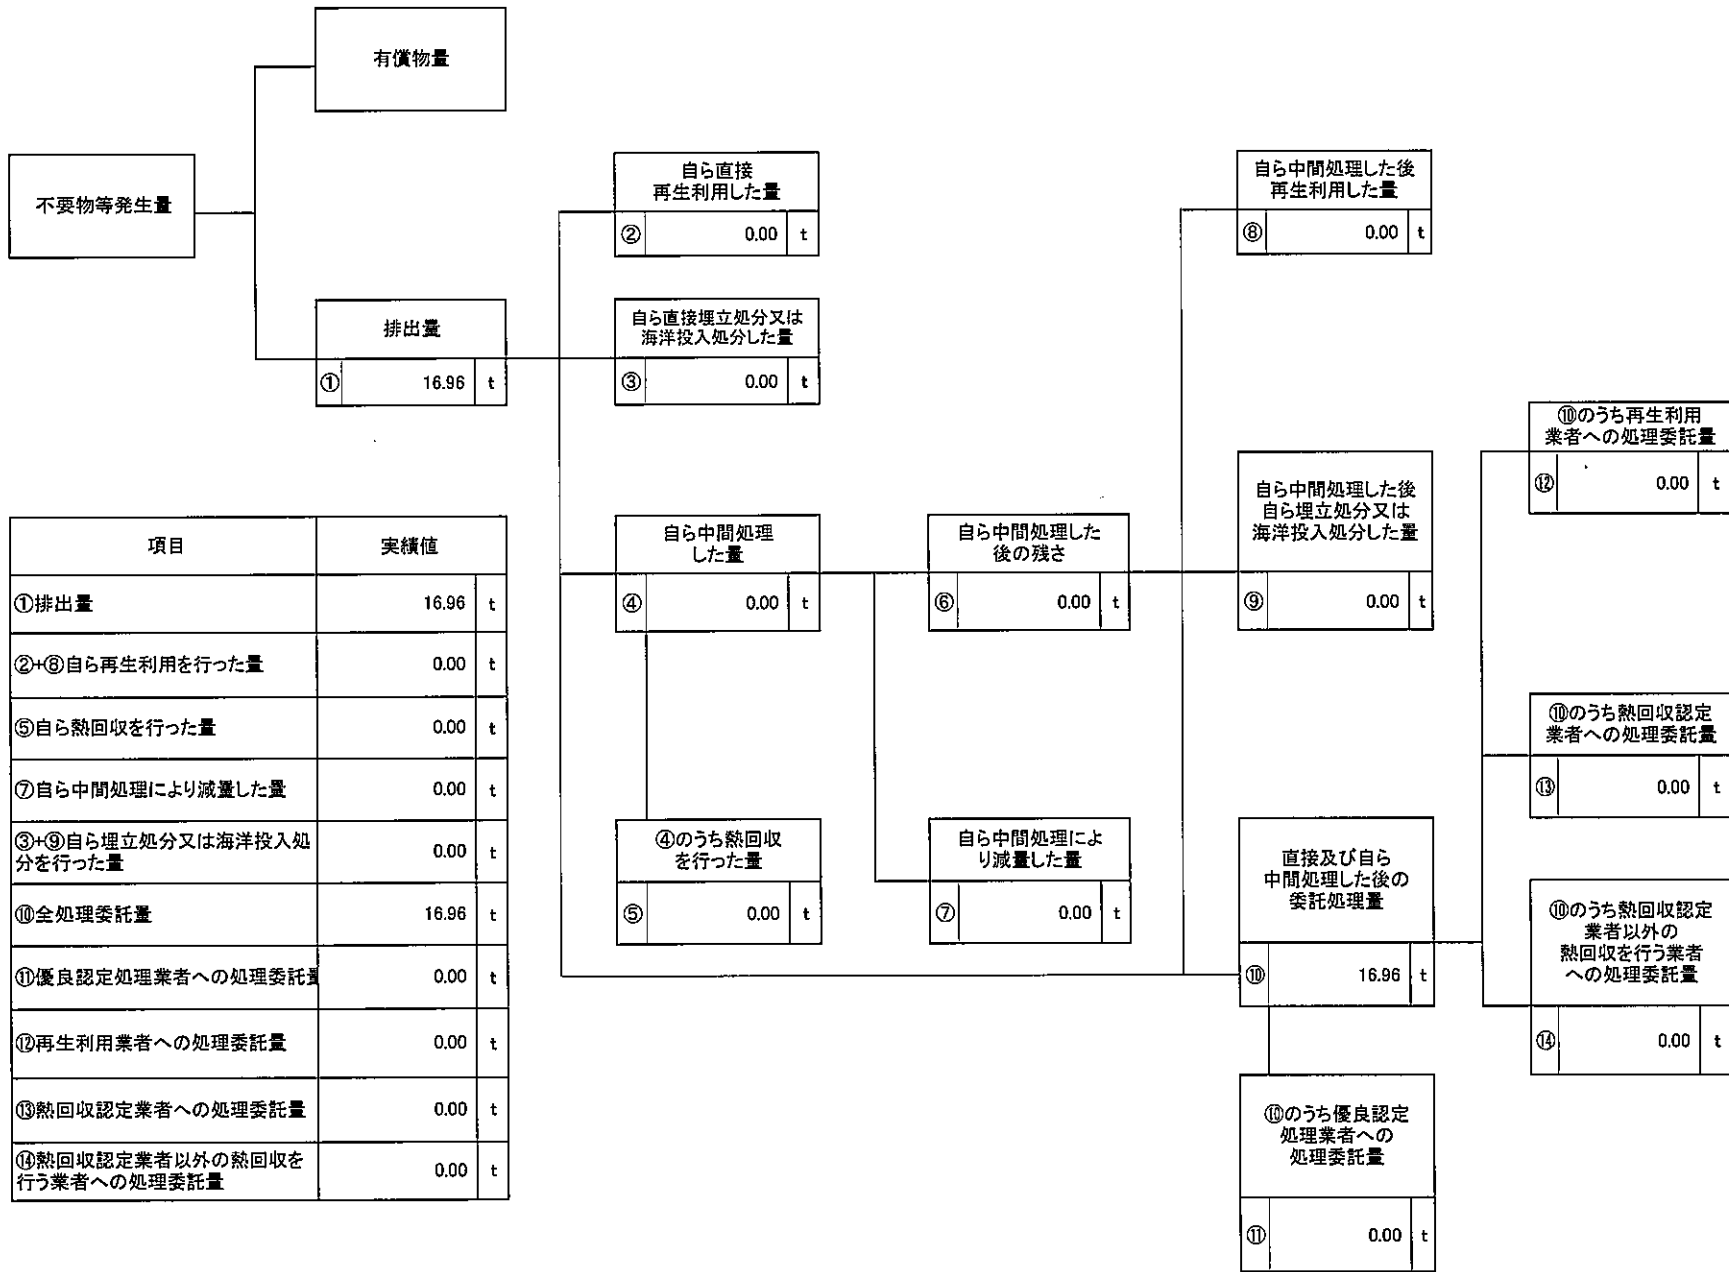 有償物量
不要物等発生量
排出量
① 16.96 t
自ら直接
再生利用した量
② 0.00 t
自ら直接埋立処分又は
海洋投入処分した量
③ 0.00 t
自ら中間処理
した量
④ 0.00 t
④のうち熱回収
を行った量
⑤ 0.00 t
自ら中間処理した
後の残さ
⑥ 0.00 t
自ら中間処理によ
り減量した量
⑦ 0.00 t
自ら中間処理した後
再生利用した量
⑧ 0.00 t
自ら中間処理した後
自ら埋立処分又は
海洋投入処分した量
⑨ 0.00 t
直接及び自ら
中間処理した後の
委託処理量
⑩ 16.96 t
⑩のうち優良認定
処理業者への
処理委託量
⑪ 0.00 t
⑩のうち再生利用
業者への処理委託量
⑫ 0.00 t
⑩のうち熱回収認定
業者への処理委託量
⑬ 0.00 t
⑩のうち熱回収認定
業者以外の
熱回収を行う業者
への処理委託量
⑭ 0.00 t
項目 実績値
①排出量 16.96 t
②+⑧自ら再生利用を行った量 0.00 t
⑤自ら熱回収を行った量 0.00 t
⑦自ら中間処理により減量した量 0.00 t
③+⑨自ら埋立処分又は海洋投入処
分を行った量 0.00 t
⑩全処理委託量 16.96 t
⑪優良認定処理業者への処理委託量 0.00 t
⑫再生利用業者への処理委託量 0.00 t
⑬熱回収認定業者への処理委託量 0.00 t
⑭熱回収認定業者以外の熱回収を
行う業者への処理委託量 0.00 t